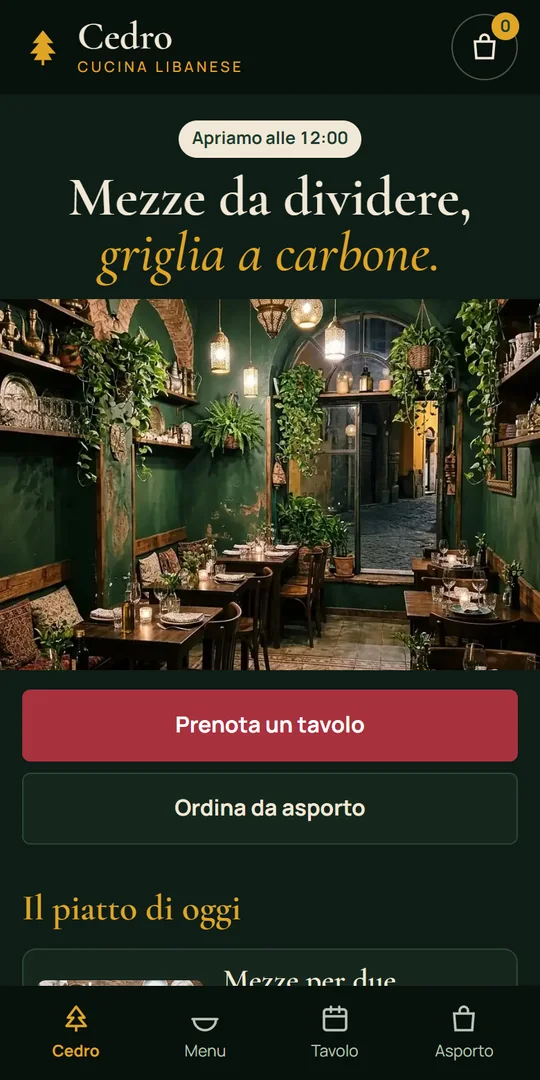 Cedro
CUCINA LIBANESE
0
Apriamo alle 12:00
Mezze da dividere,
griglia a carbone.
Prenota un tavolo
Ordina da asporto
Il piatto di oggi
Mezze per due
Cedro
Menu
Tavolo
Asporto